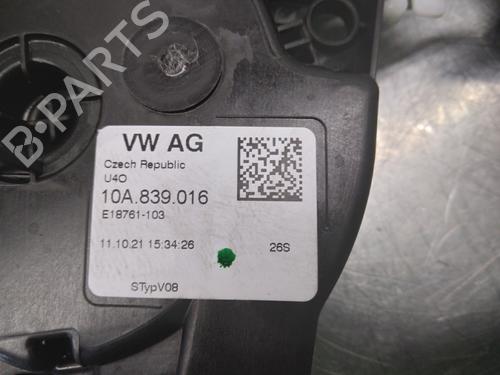 B-PARTS
VW AG
Czech Republic
U4O
10A.839.016
E18761-103
11.10.21 15:34:26
26S
STypV08